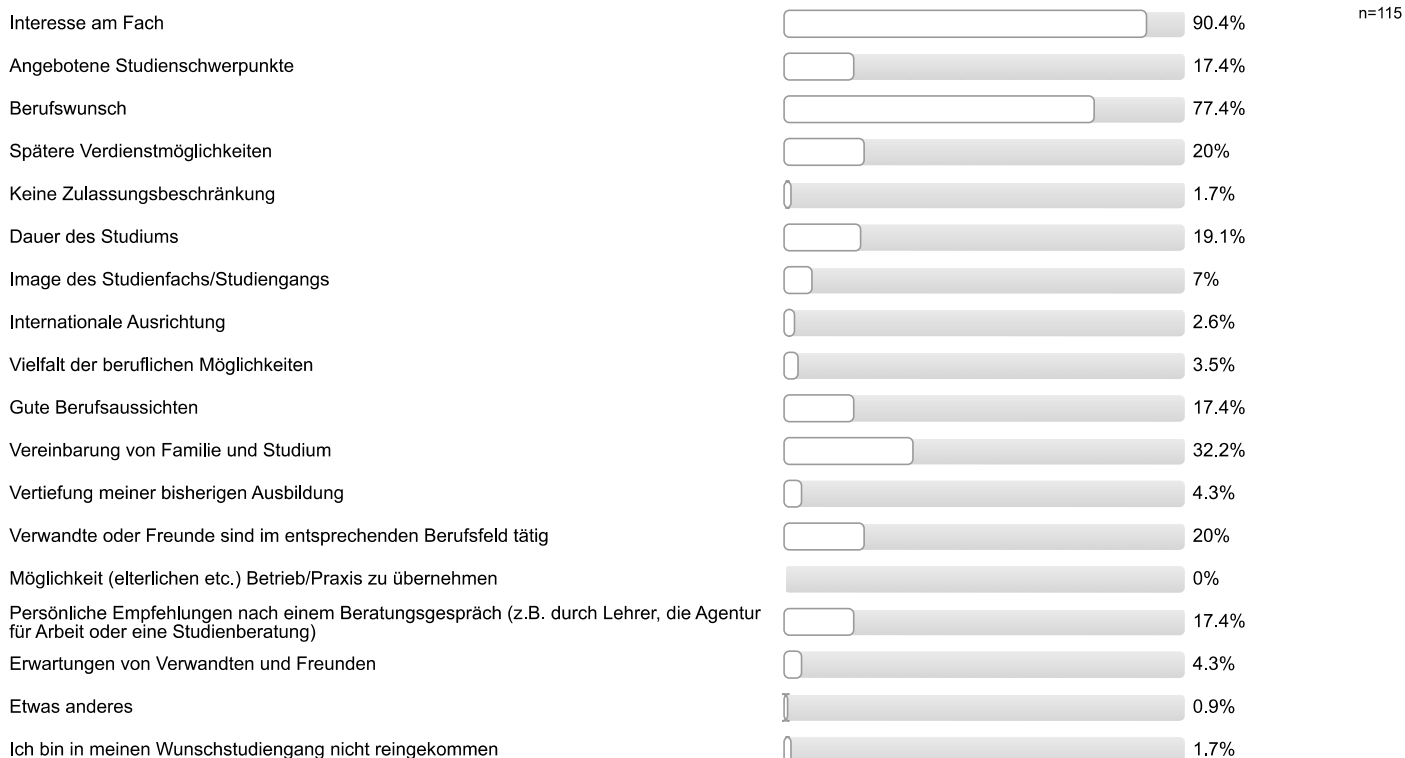 Interesse am Fach 90.4% n=115
Angebotene Studienschwerpunkte 17.4%
Berufswunsch 77.4%
Spätere Verdienstmöglichkeiten 20%
Keine Zulassungsbeschränkung 1.7%
Dauer des Studiums 19.1%
Image des Studienfachs/Studiengangs 7%
Internationale Ausrichtung 2.6%
Vielfalt der beruflichen Möglichkeiten 3.5%
Gute Berufsaussichten 17.4%
Vereinbarung von Familie und Studium 32.2%
Vertiefung meiner bisherigen Ausbildung 4.3%
Verwandte oder Freunde sind im entsprechenden Berufsfeld tätig 20%
Möglichkeit (elterlichen etc.) Betrieb/Praxis zu übernehmen 0%
Persönliche Empfehlungen nach einem Beratungsgespräch (z.B. durch Lehrer, die Agentur
für Arbeit oder eine Studienberatung) 17.4%
Erwartungen von Verwandten und Freunden 4.3%
Etwas anderes 0.9%
Ich bin in meinen Wunschstudiengang nicht reingekommen 1.7%